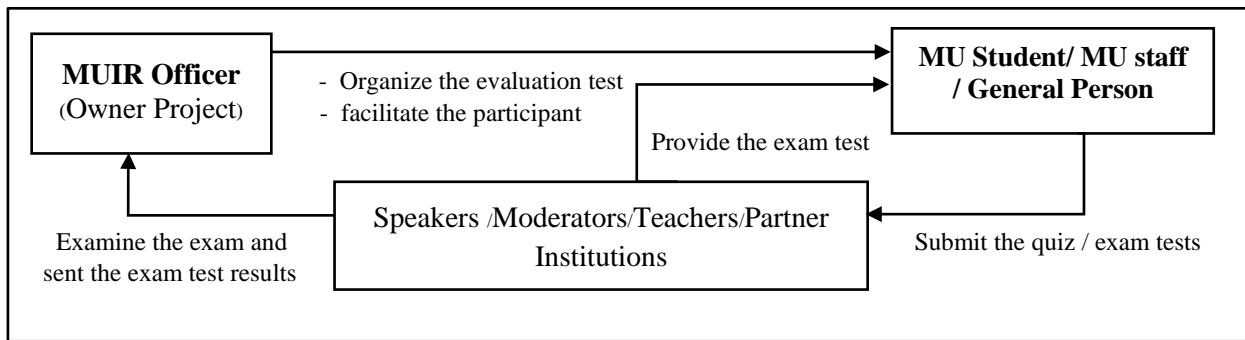 MUIR Officer
(Owner Project)
- Organize the evaluation test
- facilitate the participant
MU Student/ MU staff
/ General Person
Provide the exam test
Speakers /Moderators/Teachers/Partner
Institutions
Examine the exam and
sent the exam test results
Submit the quiz / exam tests